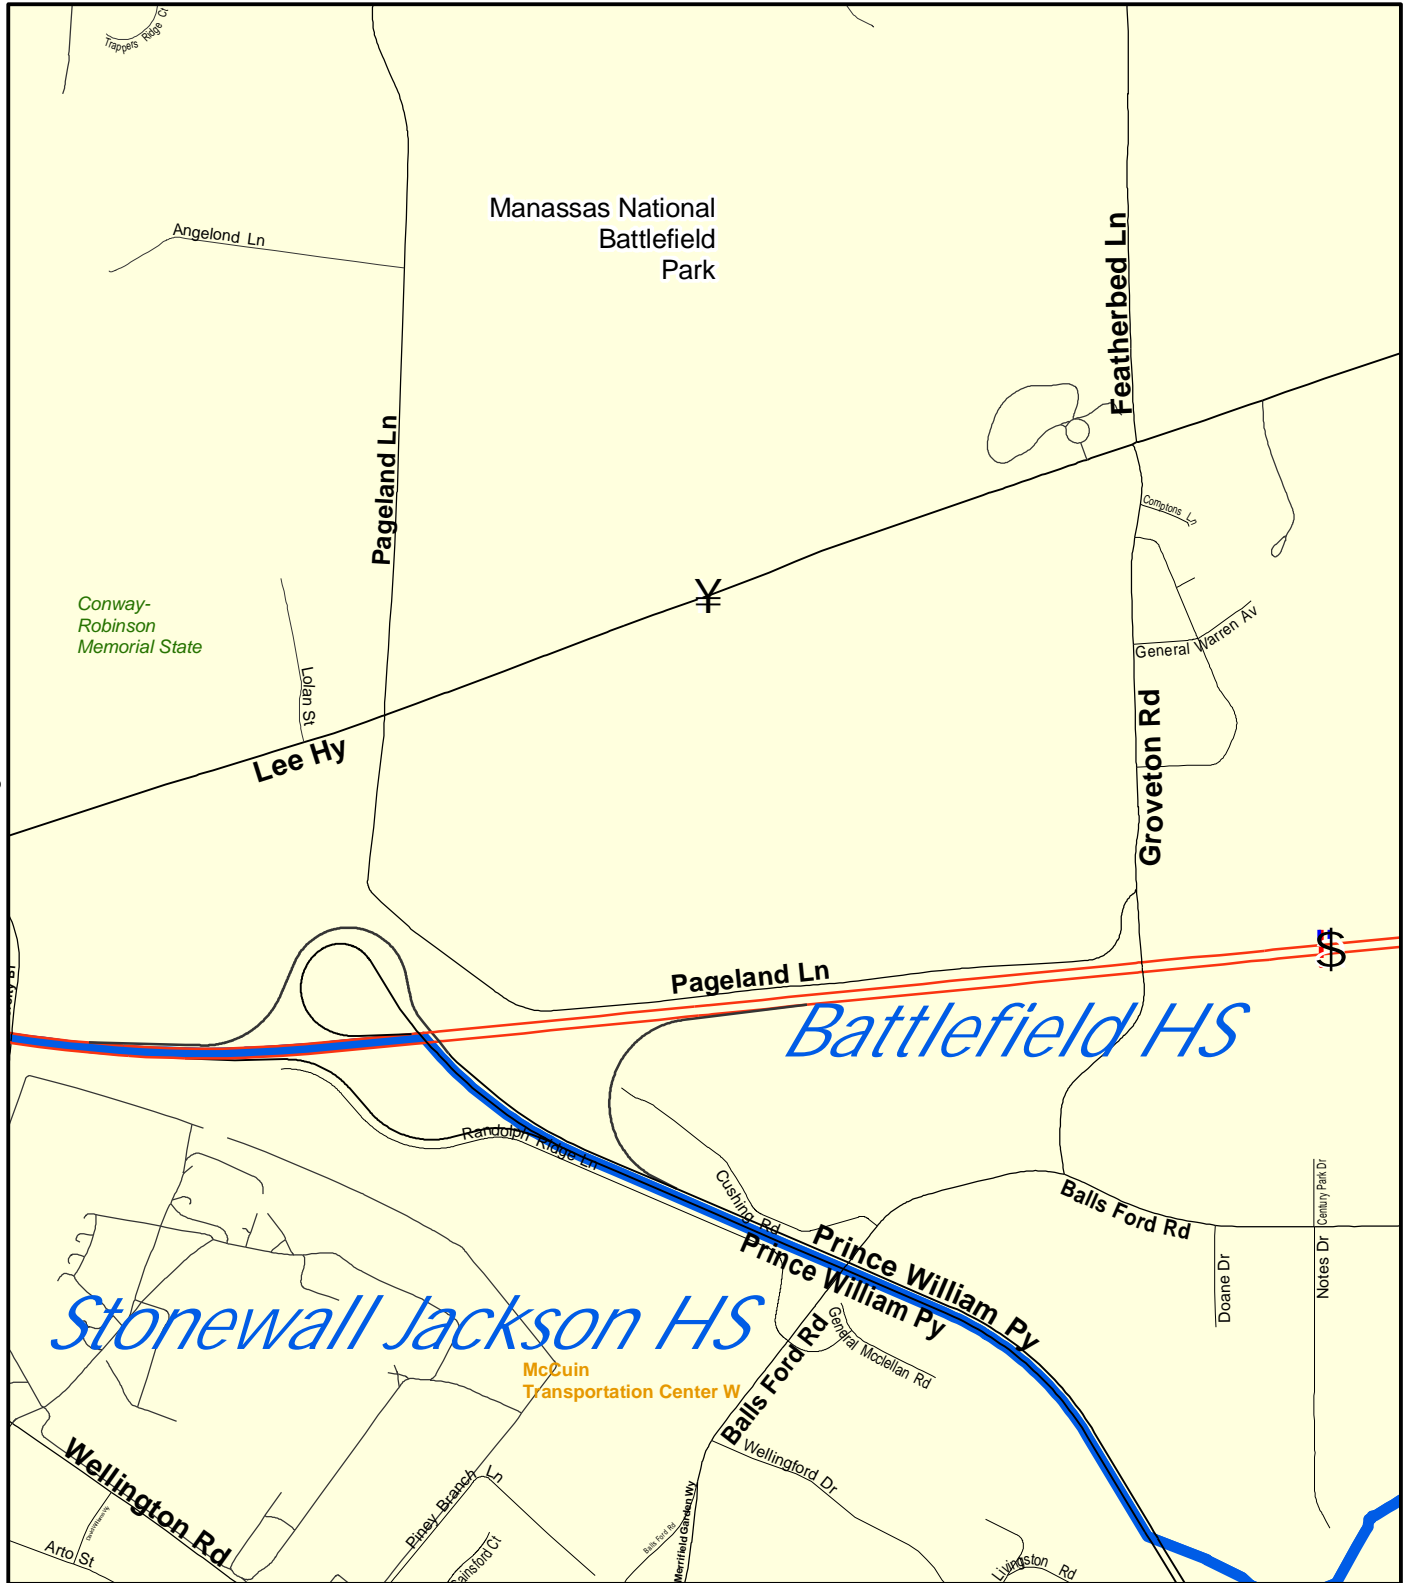 Trappers Ridge Ct
Manassas National
Battlefield
Park
Angelond Ln
Featherbed Ln
Pageland Ln
Comptons Ln
¥
Conway-
Robinson
Memorial State
General Warren Av
Lolan St
Groveton Rd
Lee Hy
$
Pageland Ln
Battlefield HS
Randolph Ridge Ln
Cushing Rd
Balls Ford Rd
Century Park Dr
Prince William Py
Prince William Py
Doane Dr
Notes Dr
Stonewall Jackson HS
General Mcclellan Rd
McCuin
Transportation Center W
Balls Ford Rd
Wellington Rd
Wellingford Dr
Piney Branch Ln
Merrifield Garden Wy
Balls Ford Rd
Arto St
Livingston Rd